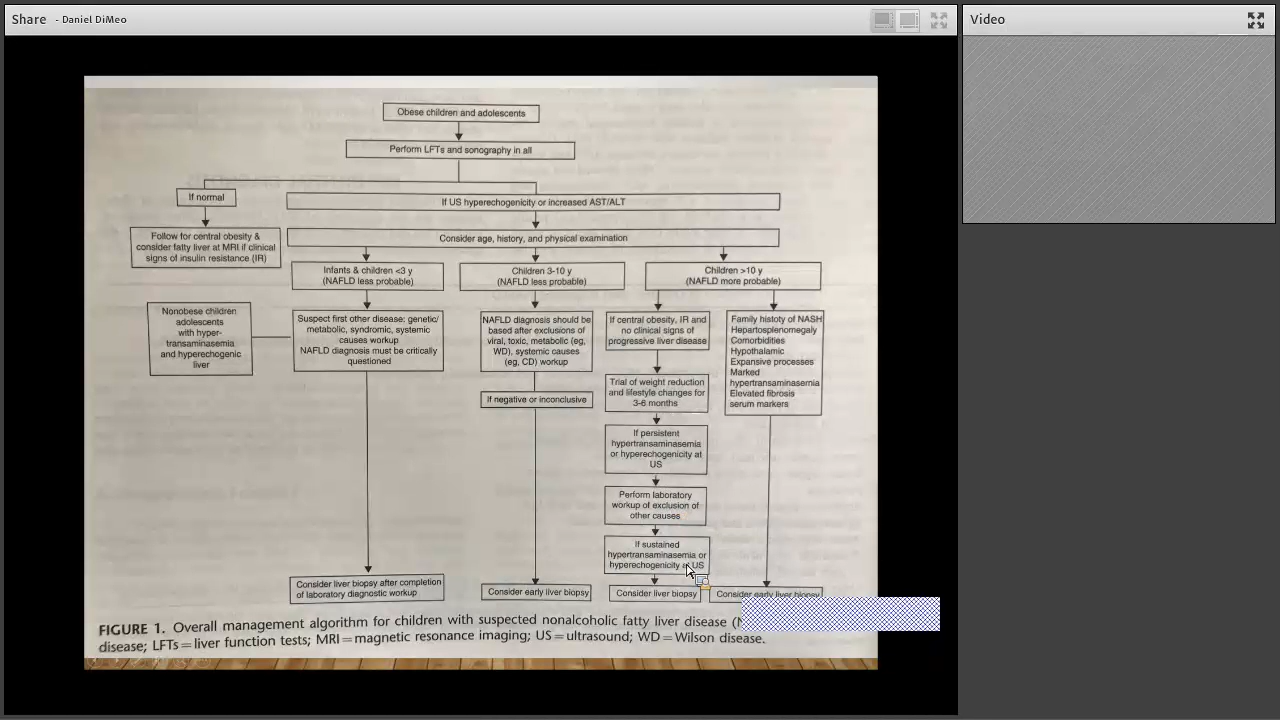 Share - Daniel DiMeo
Video
Obese children and adolescents
Perform LFTs and sonography in all
If normal
If US hyperechogenicity or increased AST/ALT
Follow for central obesity &
consider fatty liver at MRI if clinical
signs of insulin resistance (IR)
Consider age, history, and physical examination
Infants & children <3 y
(NAFLD less probable)
Children 3-10 y
(NAFLD less probable)
Children >10 y
(NAFLD more probable)
Nonobese children
adolescents
with hyper-
transaminasemia
and hyperechogenic
liver
Suspect first other disease: genetic/
metabolic, syndromic, systemic
causes workup
NAFLD diagnosis must be critically
questioned
NAFLD diagnosis should be
based after exclusions of
viral, toxic, metabolic (eg,
WD), systemic causes
(eg, CD) workup
If central obesity, IR and
no clinical signs of
progressive liver disease
Family histoty of NASH
Hepartosplenomegaly
Comorbidities
Hypothalamic
Expansive processes
Marked
hypertransaminasemia
Elevated fibrosis
serum markers
If negative or inconclusive
Trial of weight reduction
and lifestyle changes for
3-6 months
If persistent
hypertransaminasemia
or hyperechogenicity at
US
Perform laboratory
workup of exclusion of
other causes
If sustained
hypertransaminasemia or
hyperechogenicity at US
Consider liver biopsy after completion
of laboratory diagnostic workup
Consider early liver biopsy
Consider liver biopsy
Consider early liver biopsy
FIGURE 1. Overall management algorithm for children with suspected nonalcoholic fatty liver disease
disease; LFTs=liver function tests; MRI=magnetic resonance imaging; US=ultrasound; WD=Wilson disease.